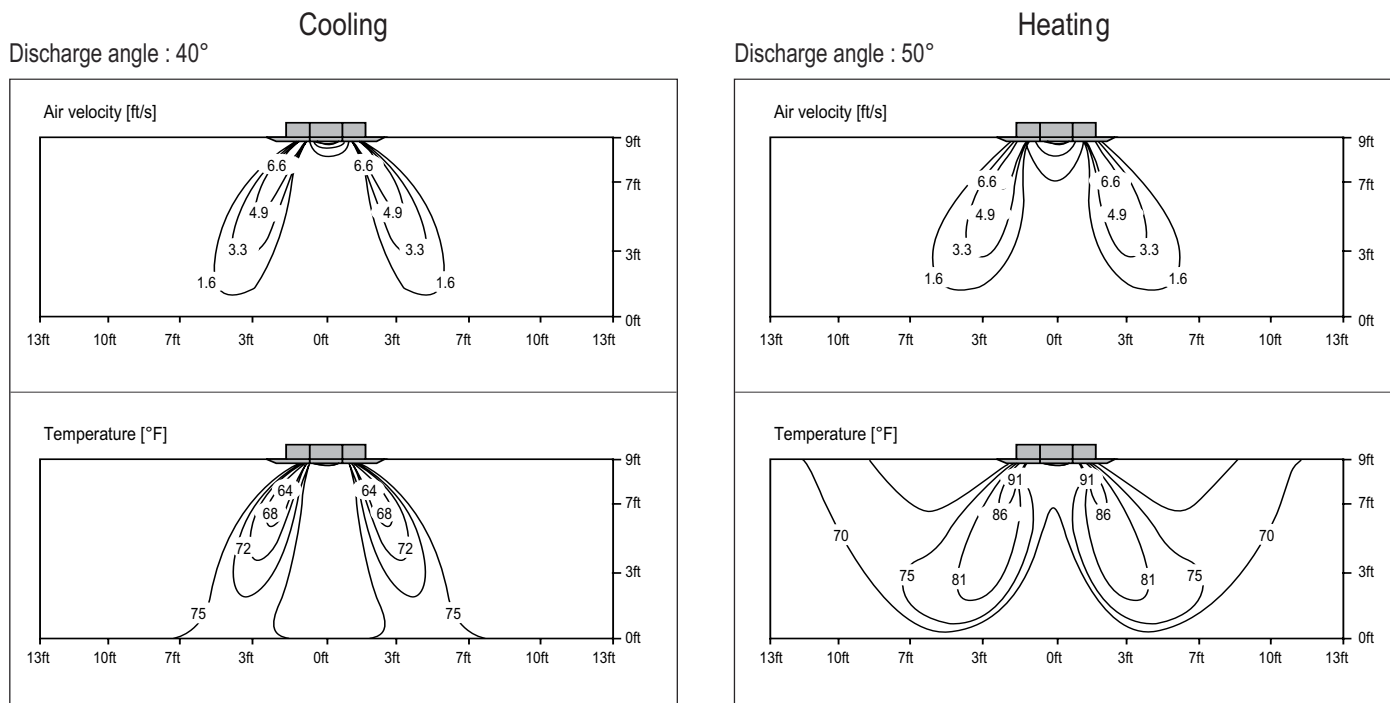 Cooling
Discharge angle : 40°
Air velocity [ft/s]
9ft
6.6 6.6
7ft
4.9 4.9
3.3 3.3
3ft
1.6 1.6
0ft
13ft 10ft 7ft 3ft 0ft 3ft 7ft 10ft 13ft
Temperature [°F]
9ft
64 64
7ft
68 68
72 72
3ft
75 75
0ft
13ft 10ft 7ft 3ft 0ft 3ft 7ft 10ft 13ft
Heating
Discharge angle : 50°
Air velocity [ft/s]
9ft
6.6 6.6
7ft
4.9 4.9
3.3 3.3
3ft
1.6 1.6
0ft
13ft 10ft 7ft 3ft 0ft 3ft 7ft 10ft 13ft
Temperature [°F]
9ft
91 91
7ft
86 86
70 70
75 75
3ft
81 81
0ft
13ft 10ft 7ft 3ft 0ft 3ft 7ft 10ft 13ft